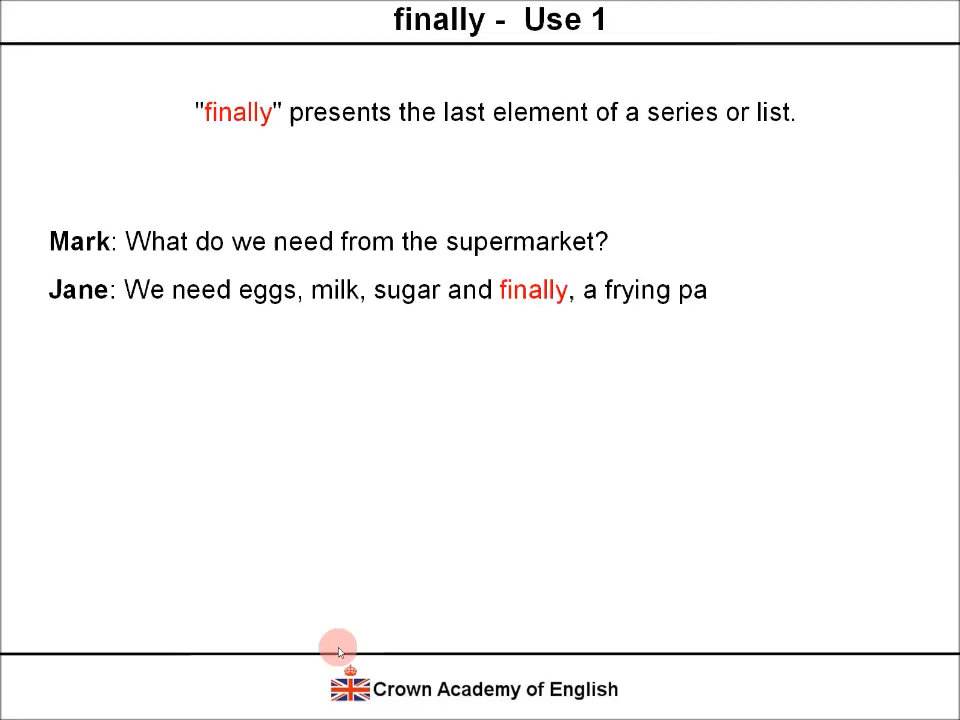 finally - Use 1
"finally" presents the last element of a series or list.
Mark: What do we need from the supermarket?
Jane: We need eggs, milk, sugar and finally, a frying pa
Crown Academy of English